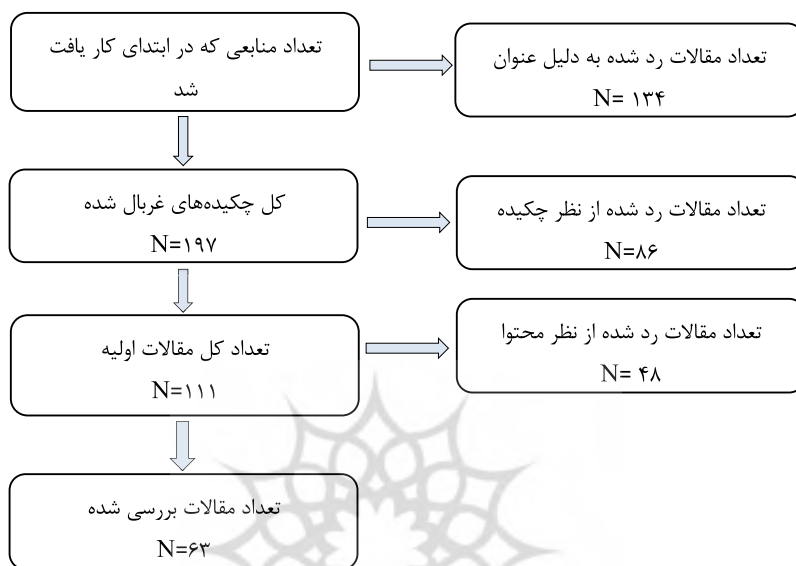 تعداد منابعی که در ابتدای کار یافت
شد
تعداد مقالات رد شده به دلیل عنوان
N= ۱۳۴
کل چکیده‌های غربال شده
N=۱۹۷
تعداد مقالات رد شده از نظر چکیده
N=۸۶
تعداد کل مقالات اولیه
N=۱۱۱
تعداد مقالات رد شده از نظر محتوا
N= ۴۸
تعداد مقالات بررسی شده
N=۶۳